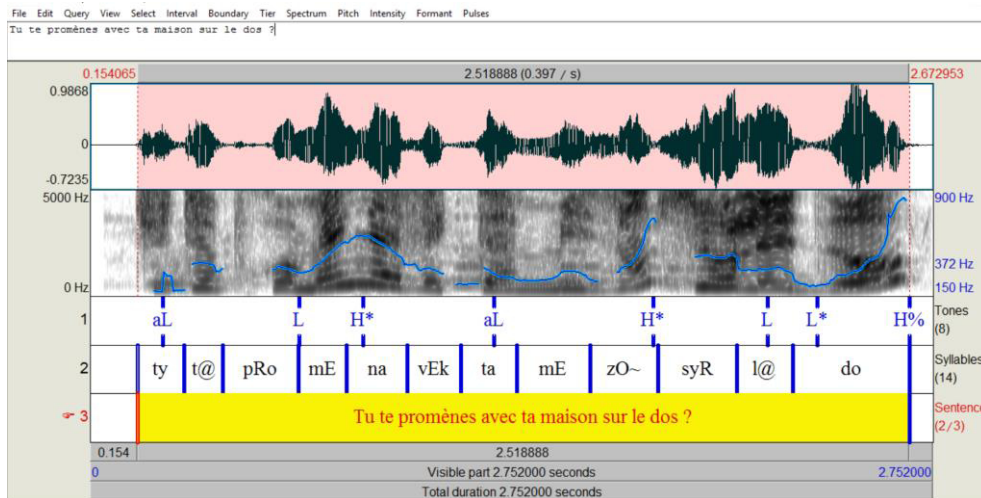 File Edit Query View Select Interval Boundary Tier Spectrum Pitch Intensity Formant Pulses
Tu te promènes avec ta maison sur le dos ?
0.154065 2.518888 (0.397 / s) 2.672953
0.9868
0
-0.7235
5000 Hz 900 Hz
372 Hz
0 Hz 150 Hz
1 aL L H* aL H* L L* H% Tones
(8)
2 ty t@ pRo mE na vEk ta mE zO~ syR l@ do Syllables
(14)
3 Tu te promènes avec ta maison sur le dos ? Sentence
(2/3)
0.154 2.518888
0 Visible part 2.752000 seconds 2.752000
Total duration 2.752000 seconds